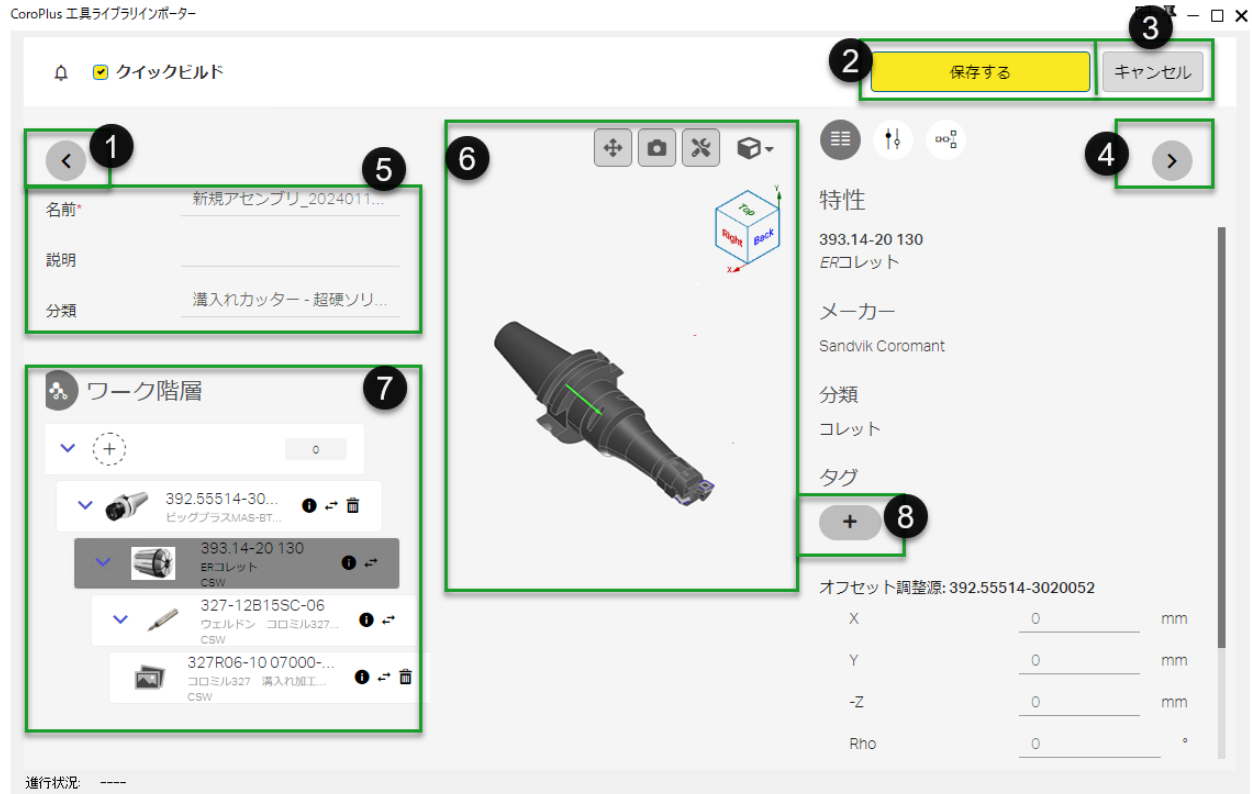 CoroPlus 工具ライブラリインポーター
3
クイックビルド
2
保存する
キャンセル
1
5
名前*
新規アセンブリ_2024011...
説明
分類
溝入れカッター - 超硬ソリ...
7
ワーク階層
0
392.55514-30...
ビッグプラスMAS-BT...
393.14-20 130
ERコレット
CSW
327-12B15SC-06
ウェルドン コロミル327...
CSW
327R06-10 07000-...
コロミル327 溝入れ加工...
CSW
6
Top
Right
Back
Y
X
4
特性
393.14-20 130
ERコレット
メーカー
Sandvik Coromant
分類
コレット
タグ
+
8
オフセット調整源: 392.55514-3020052
X 0 mm
Y 0 mm
-Z 0 mm
Rho 0 °
進行状況: ----